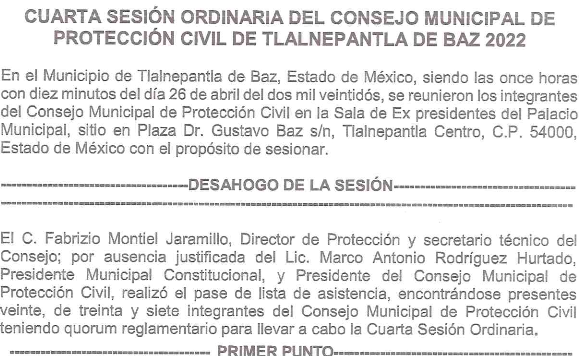 CUARTA SESIÓN ORDINARIA DEL CONSEJO MUNICIPAL DE
PROTECCIÓN CIVIL DE TLALNEPANTLA DE BAZ 2022
En el Municipio de Tlalnepantla de Baz, Estado de México, siendo las once horas
con diez minutos del día 26 de abril del dos mil veintidós, se reunieron los integrantes
del Consejo Municipal de Protección Civil en la Sala de Ex presidentes del Palacio
Municipal, sitio en Plaza Dr. Gustavo Baz s/n, Tlalnepantla Centro, C.P. 54000,
Estado de México con el propósito de sesionar.
-----------------------------------DESAHOGO DE LA SESIÓN-----------------------------------
--------------------------------------------------------------------------------------------------------------
El C. Fabrizio Montiel Jaramillo, Director de Protección y secretario técnico del
Consejo; por ausencia justificada del Lic. Marco Antonio Rodríguez Hurtado,
Presidente Municipal Constitucional, y Presidente del Consejo Municipal de
Protección Civil, realizó el pase de lista de asistencia, encontrándose presentes
veinte, de treinta y siete integrantes del Consejo Municipal de Protección Civil
teniendo quorum reglamentario para llevar a cabo la Cuarta Sesión Ordinaria.
--------------------------------------- PRIMER PUNTO---------------------------------------------